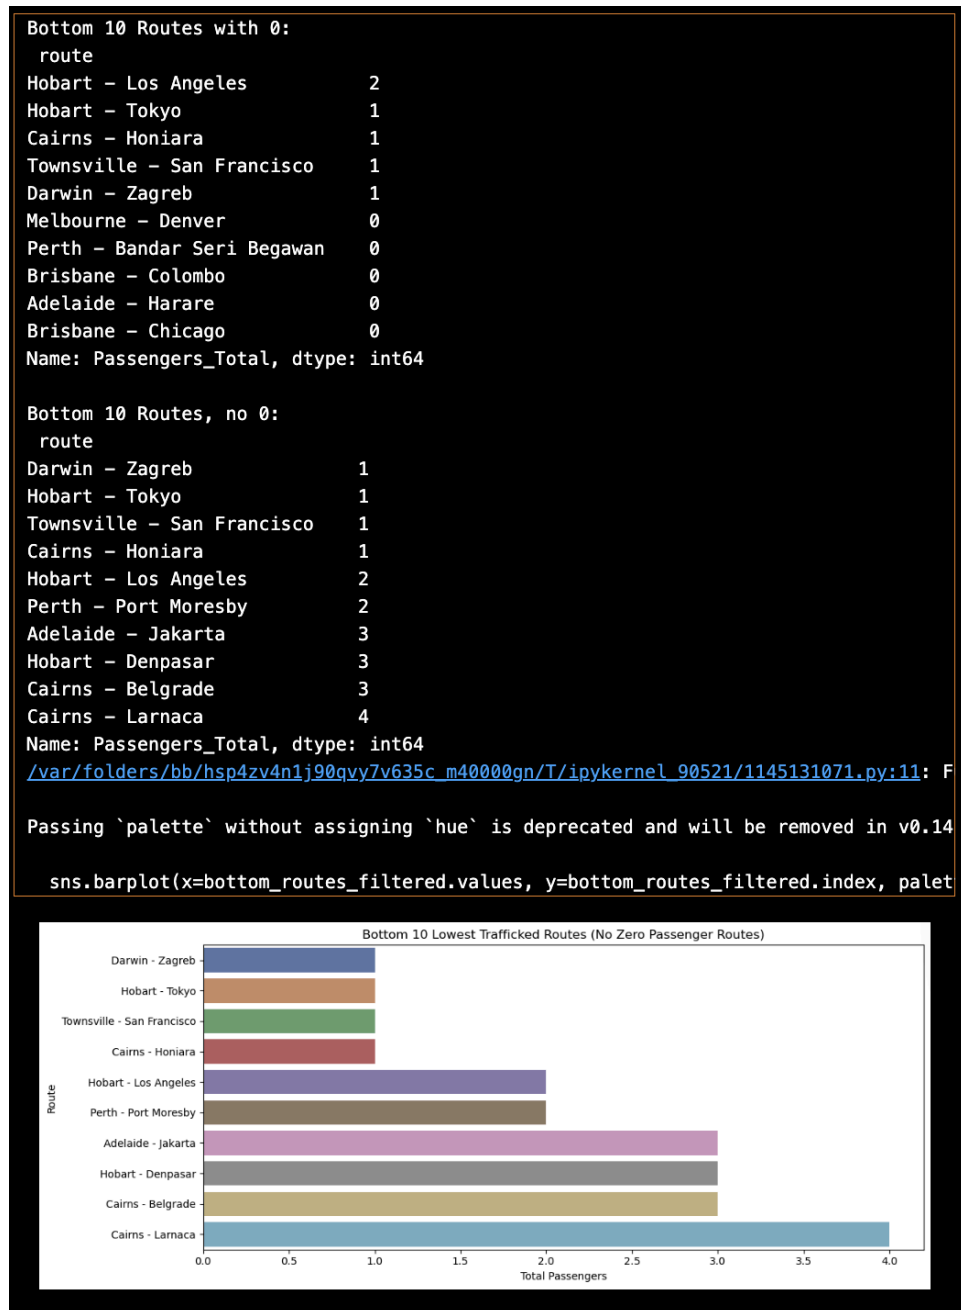 Bottom 10 Routes with 0:
route
Hobart – Los Angeles 2
Hobart – Tokyo 1
Cairns – Honiara 1
Townsville – San Francisco 1
Darwin – Zagreb 1
Melbourne – Denver 0
Perth – Bandar Seri Begawan 0
Brisbane – Colombo 0
Adelaide – Harare 0
Brisbane – Chicago 0
Name: Passengers_Total, dtype: int64
Bottom 10 Routes, no 0:
route
Darwin – Zagreb 1
Hobart – Tokyo 1
Townsville – San Francisco 1
Cairns – Honiara 1
Hobart – Los Angeles 2
Perth – Port Moresby 2
Adelaide – Jakarta 3
Hobart – Denpasar 3
Cairns – Belgrade 3
Cairns – Larnaca 4
Name: Passengers_Total, dtype: int64
/var/folders/bb/hsp4zv4n1j90qvy7v635c_m40000gn/T/ipykernel_90521/1145131071.py:11: F
Passing `palette` without assigning `hue` is deprecated and will be removed in v0.14
sns.barplot(x=bottom_routes_filtered.values, y=bottom_routes_filtered.index, palet
Bottom 10 Lowest Trafficked Routes (No Zero Passenger Routes)
Darwin - Zagreb
Hobart - Tokyo
Townsville - San Francisco
Cairns - Honiara
Hobart - Los Angeles
Perth - Port Moresby
Adelaide - Jakarta
Hobart - Denpasar
Cairns - Belgrade
Cairns - Larnaca
Route
0.0 0.5 1.0 1.5 2.0 2.5 3.0 3.5 4.0
Total Passengers